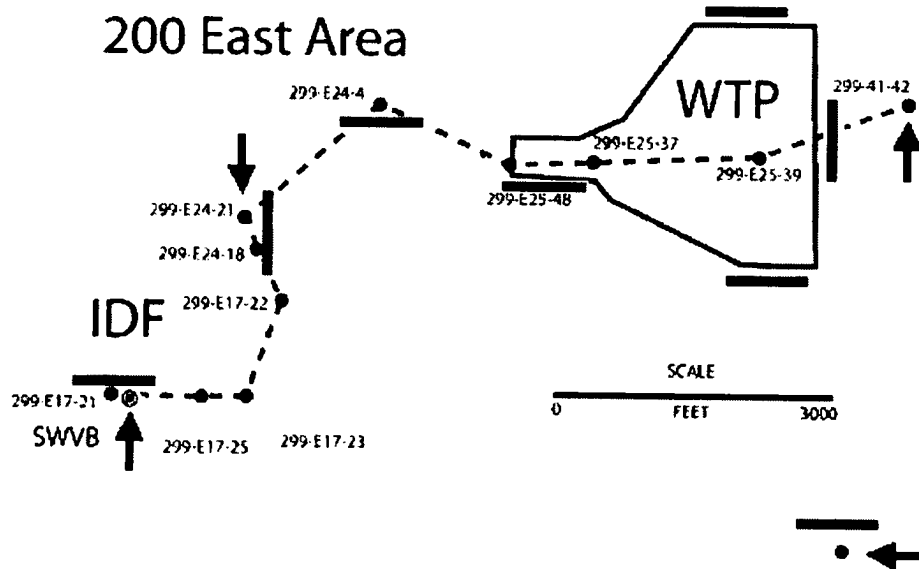 200 East Area
299-E24-4
WTP
299-41-42
299-E25-37
299-E25-39
299-E25-48
299-E24-21
299-E24-18
299-E17-22
IDF
SCALE
0 FEET 3000
299-E17-21
SWVB
299-E17-25 299-E17-23